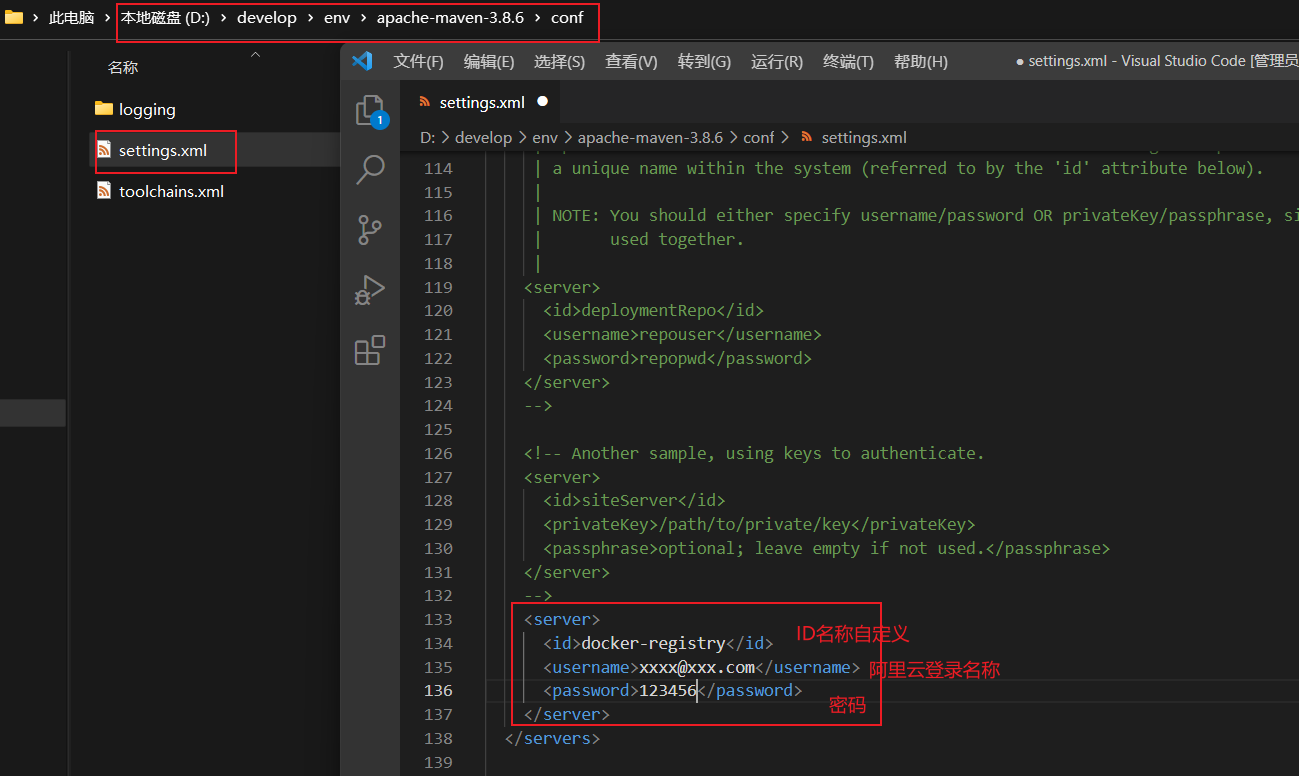 此电脑 › 本地磁盘 (D:) › develop › env › apache-maven-3.8.6 › conf
名称
logging
settings.xml
toolchains.xml
文件(F) 编辑(E) 选择(S) 查看(V) 转到(G) 运行(R) 终端(T) 帮助(H) ● settings.xml - Visual Studio Code [管理员
1
settings.xml ●
D: > develop > env > apache-maven-3.8.6 > conf > settings.xml
114 | a unique name within the system (referred to by the 'id' attribute below).
115 |
116 | NOTE: You should either specify username/password OR privateKey/passphrase, si
117 | used together.
118 |
119 <server>
120 <id>deploymentRepo</id>
121 <username>repouser</username>
122 <password>repopwd</password>
123 </server>
124 -->
125
126 <!-- Another sample, using keys to authenticate.
127 <server>
128 <id>siteServer</id>
129 <privateKey>/path/to/private/key</privateKey>
130 <passphrase>optional; leave empty if not used.</passphrase>
131 </server>
132 -->
133 <server>
134 <id>docker-registry</id> ID名称自定义
135 <username>xxxx@xxx.com</username> 阿里云登录名称
136 <password>123456</password> 密码
137 </server>
138 </servers>
139